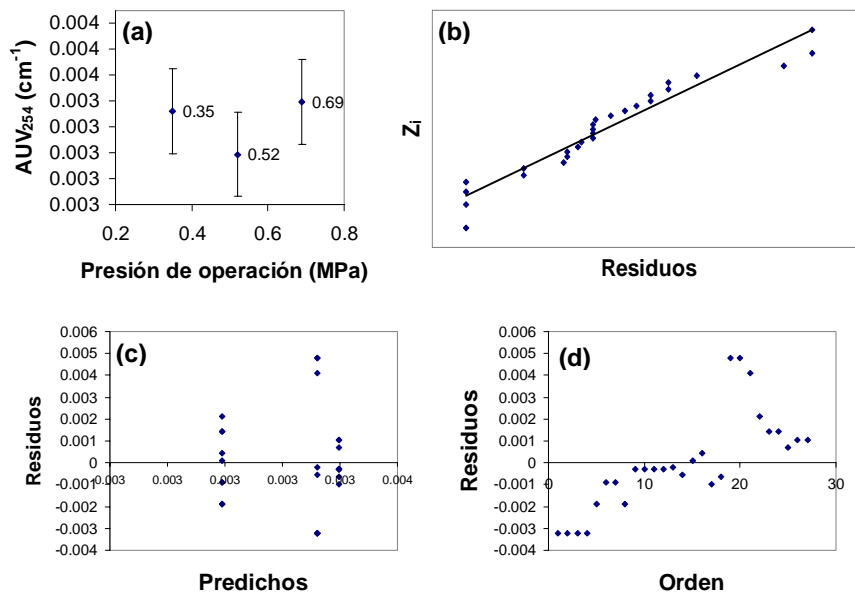 (a)
AUV254 (cm-1)
0.004
0.004
0.004
0.003
0.003
0.003
0.003
0.003
0.35
0.52
0.69
0.2 0.4 0.6 0.8
Presión de operación (MPa)
(b)
Zi
Residuos
(c)
Residuos
0.006
0.005
0.004
0.003
0.002
0.001
0
-0.001
-0.002
-0.003
-0.004
0.003 0.003 0.003 0.003 0.003 0.004
Predichos
(d)
Residuos
0.006
0.005
0.004
0.003
0.002
0.001
0
-0.001
-0.002
-0.003
-0.004
0 10 20 30
Orden